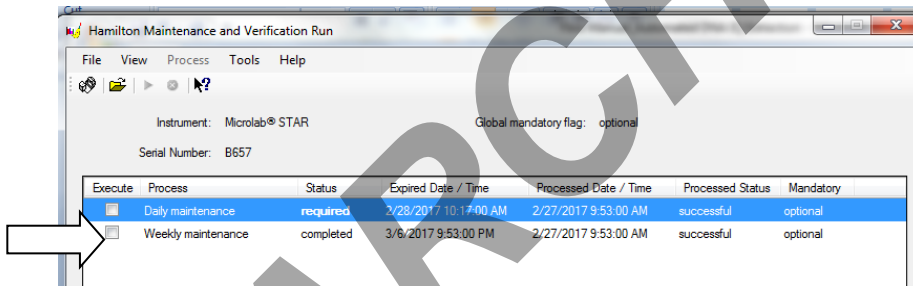 Cut
Hamilton Maintenance and Verification Run
File View Process Tools Help
Instrument: Microlab® STAR Global mandatory flag: optional
Serial Number: B657
Execute Process Status Expired Date / Time Processed Date / Time Processed Status Mandatory
Daily maintenance required 2/28/2017 10:17:00 AM 2/27/2017 9:53:00 AM successful optional
Weekly maintenance completed 3/6/2017 9:53:00 PM 2/27/2017 9:53:00 AM successful optional